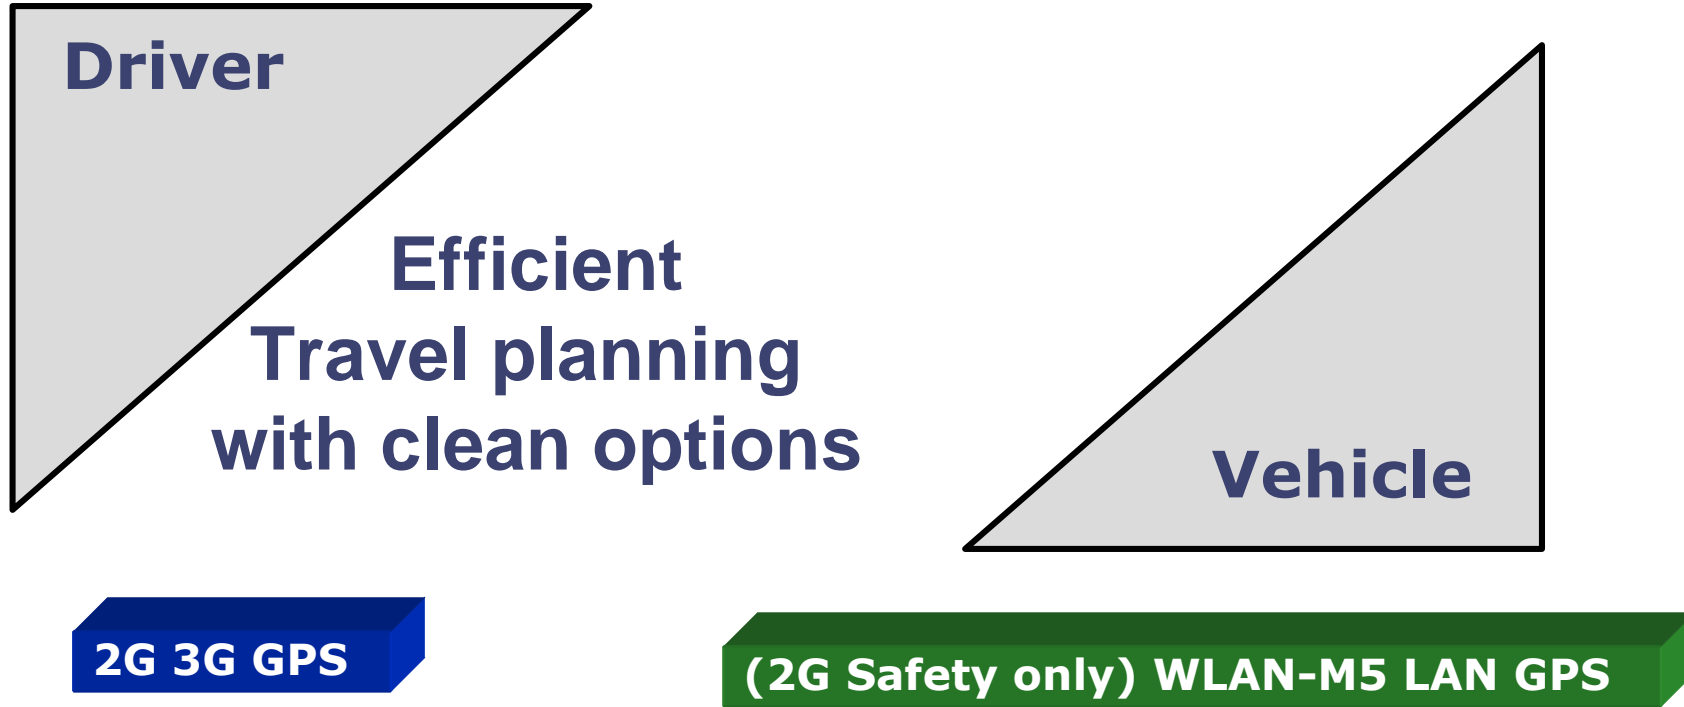 Driver
Efficient
Travel planning
with clean options
Vehicle
2G 3G GPS
(2G Safety only) WLAN-M5 LAN GPS